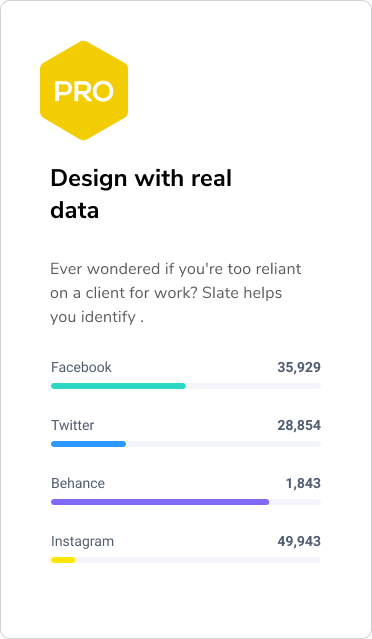 PRO
Design with real
data
Ever wondered if you're too reliant
on a client for work? Slate helps
you identify .
Facebook 35,929
Twitter 28,854
Behance 1,843
Instagram 49,943